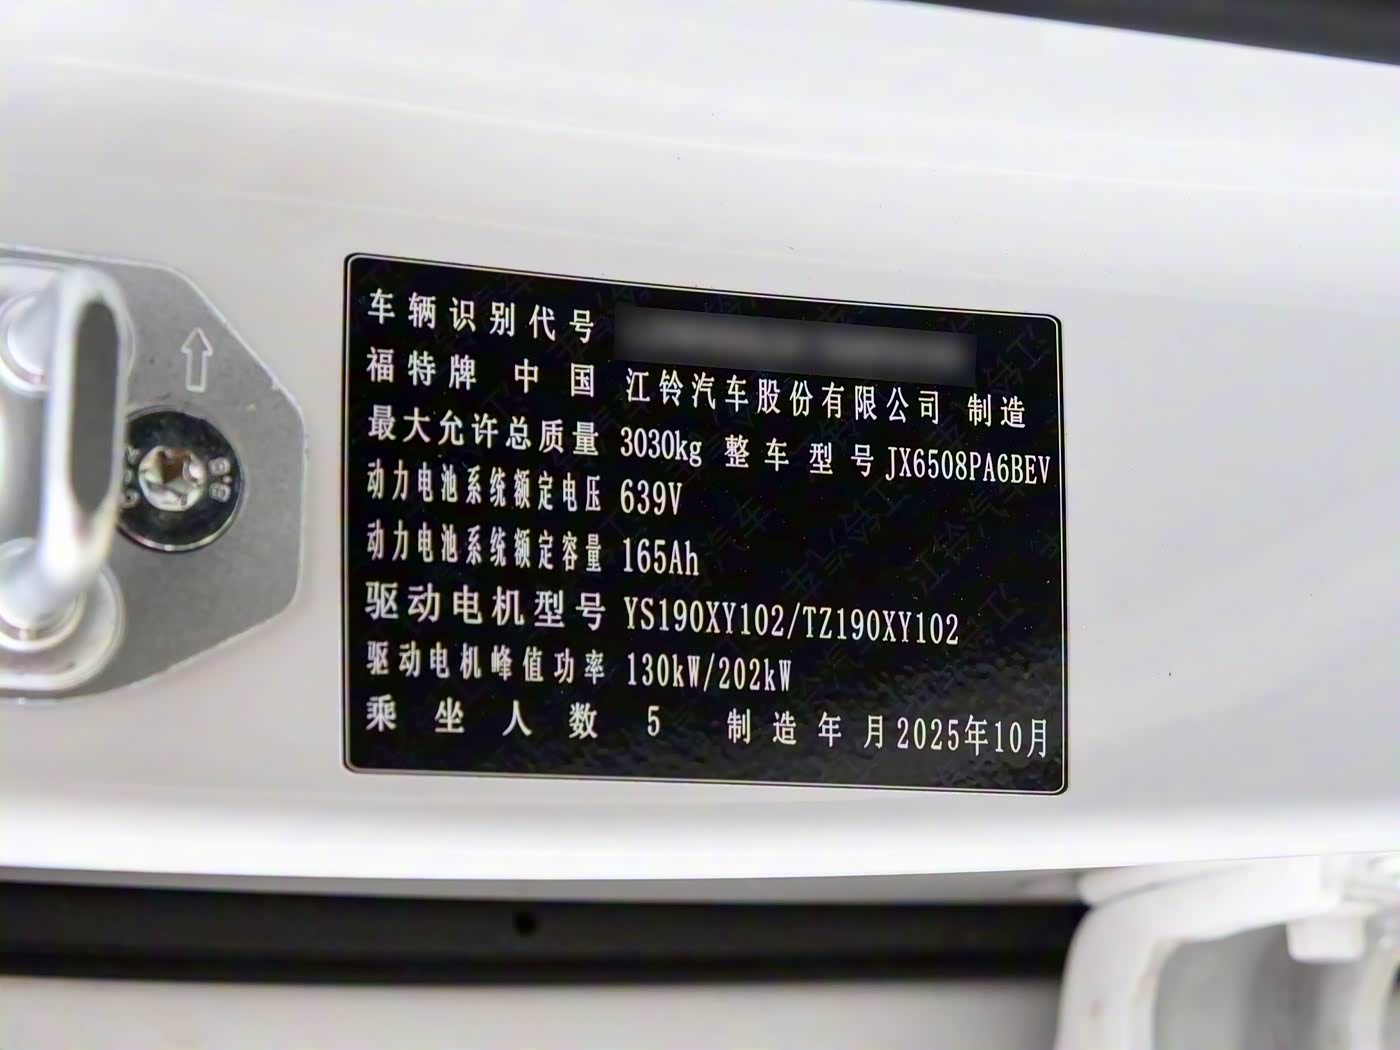 车辆识别代号
福特牌 中国 江铃汽车股份有限公司 制造
最大允许总质量 3030kg 整车型号 JX6508PA6BEV
动力电池系统额定电压 639V
动力电池系统额定容量 165Ah
驱动电机型号 YS190XY102/TZ190XY102
驱动电机峰值功率 130kW/202kW
乘坐人数 5 制造年月 2025年10月
8.8